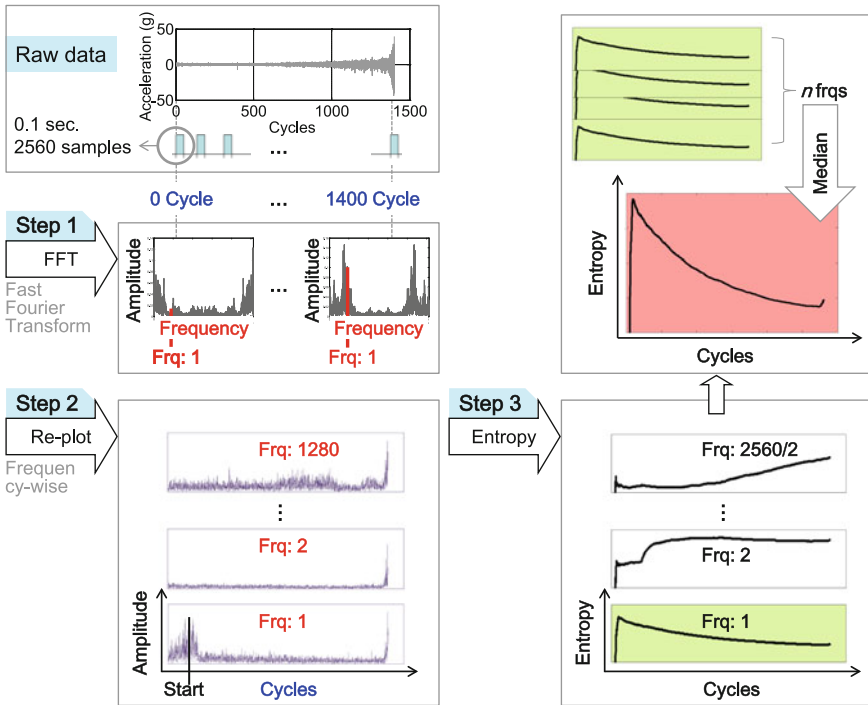 Raw data
Acceleration (g)
50
0
-50
0
500
1000
1500
Cycles
0.1 sec.
2560 samples
...
0 Cycle
...
1400 Cycle
Step 1
FFT
Fast
Fourier
Transform
Amplitude
Frequency
Frq: 1
...
Amplitude
Frequency
Frq: 1
Step 2
Re-plot
Frequen
cy-wise
Frq: 1280
...
Frq: 2
Frq: 1
Amplitude
Start
Cycles
Step 3
Entropy
Frq: 2560/2
...
Frq: 2
Frq: 1
Entropy
Cycles
n frqs
Median
Entropy
Cycles